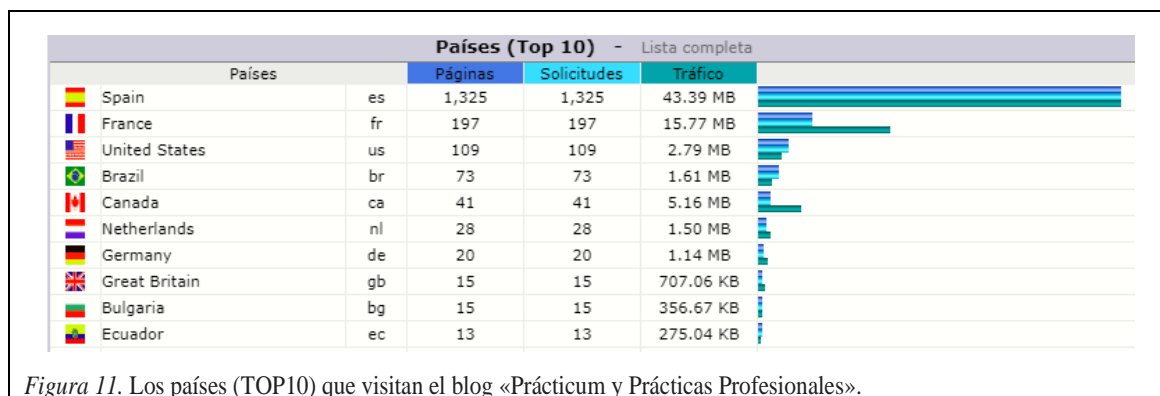 Países (Top 10) - Lista completa
Países Páginas Solicitudes Tráfico
Spain es 1,325 1,325 43.39 MB
France fr 197 197 15.77 MB
United States us 109 109 2.79 MB
Brazil br 73 73 1.61 MB
Canada ca 41 41 5.16 MB
Netherlands nl 28 28 1.50 MB
Germany de 20 20 1.14 MB
Great Britain gb 15 15 707.06 KB
Bulgaria bg 15 15 356.67 KB
Ecuador ec 13 13 275.04 KB
Figura 11. Los países (TOP10) que visitan el blog «Prácticum y Prácticas Profesionales».